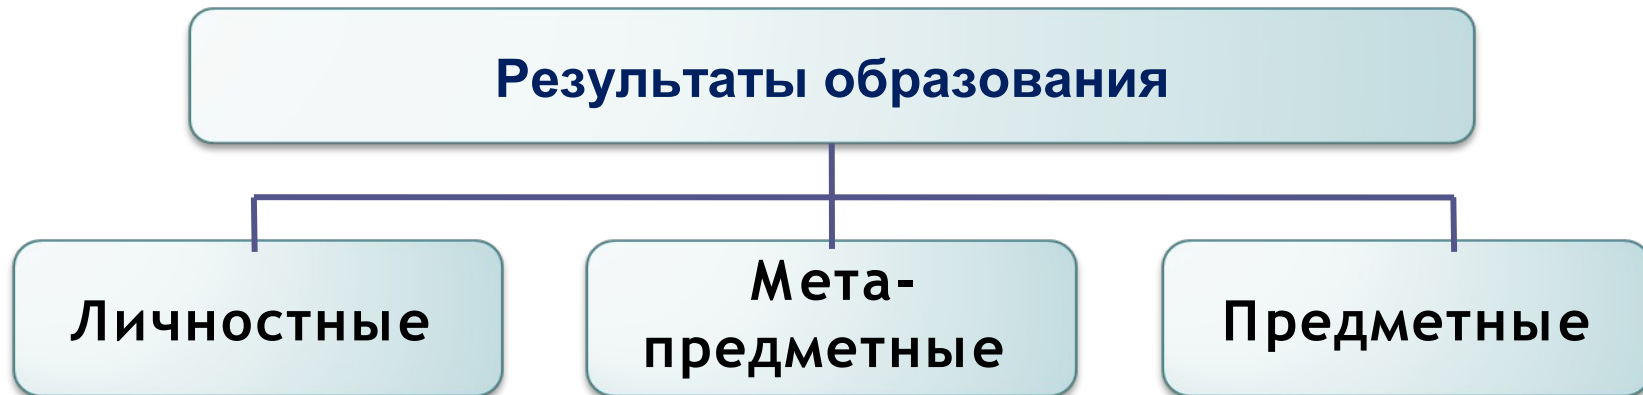 Результаты образования
Личностные
Мета-
предметные
Предметные